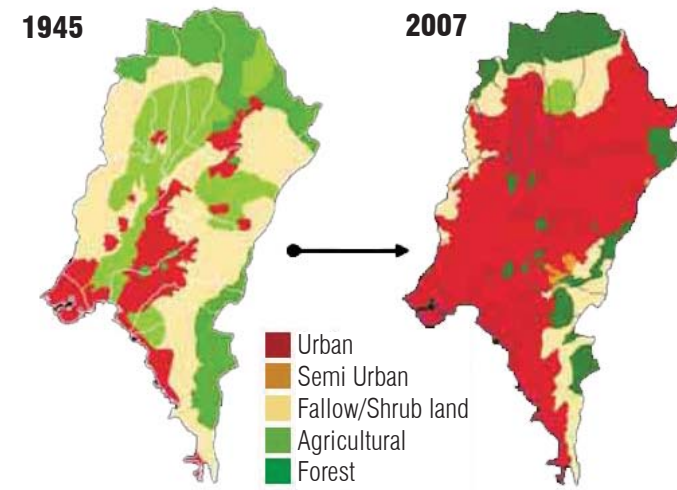 1945
2007
Urban
Semi Urban
Fallow/Shrub land
Agricultural
Forest